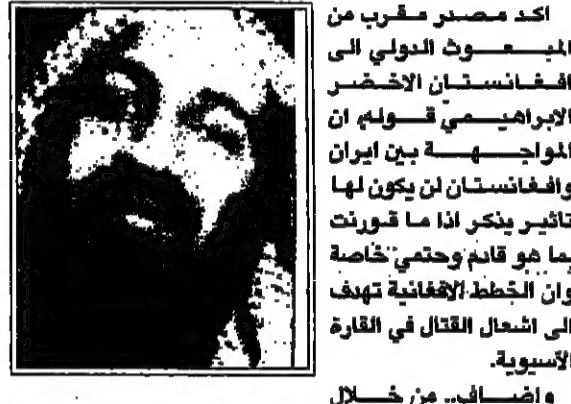 اكد مصدر مقرب من
المبعوث الدولي الى
افغانستان الاخضر
الابراهيمي قوله، ان
المواجهة بين ايران
وافغانستان لن يكون لها
تاثير يذكر اذا ما قورنت
بما هو قادم وحتمي خاصة
وان الخطط الافغانية تهدف
الى اشعال القتال في القارة
الآسيوية.
واضاف.. من خلال